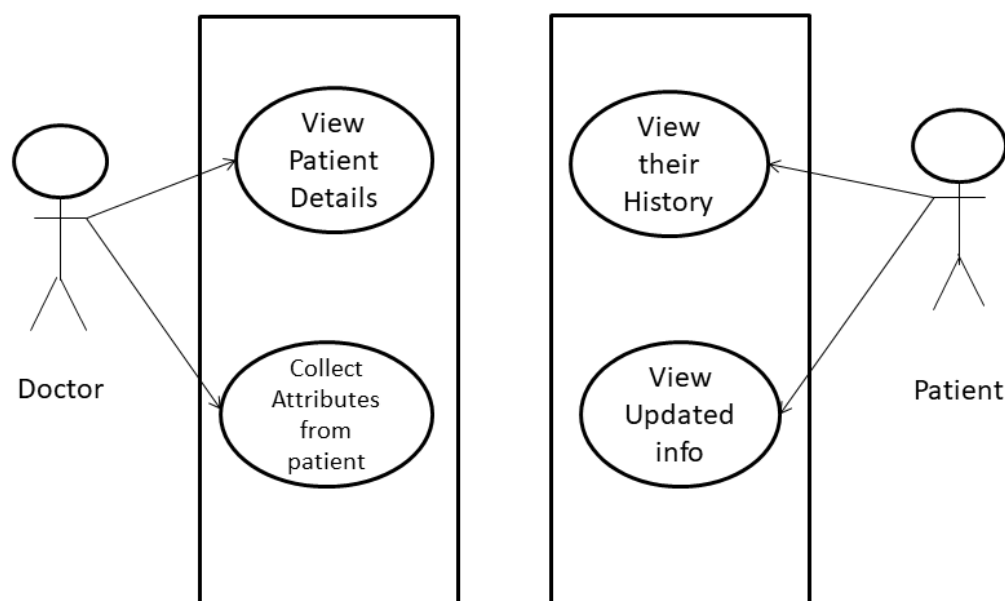 View
Patient
Details
Collect
Attributes
from
patient
Doctor
View
their
History
View
Updated
info
Patient